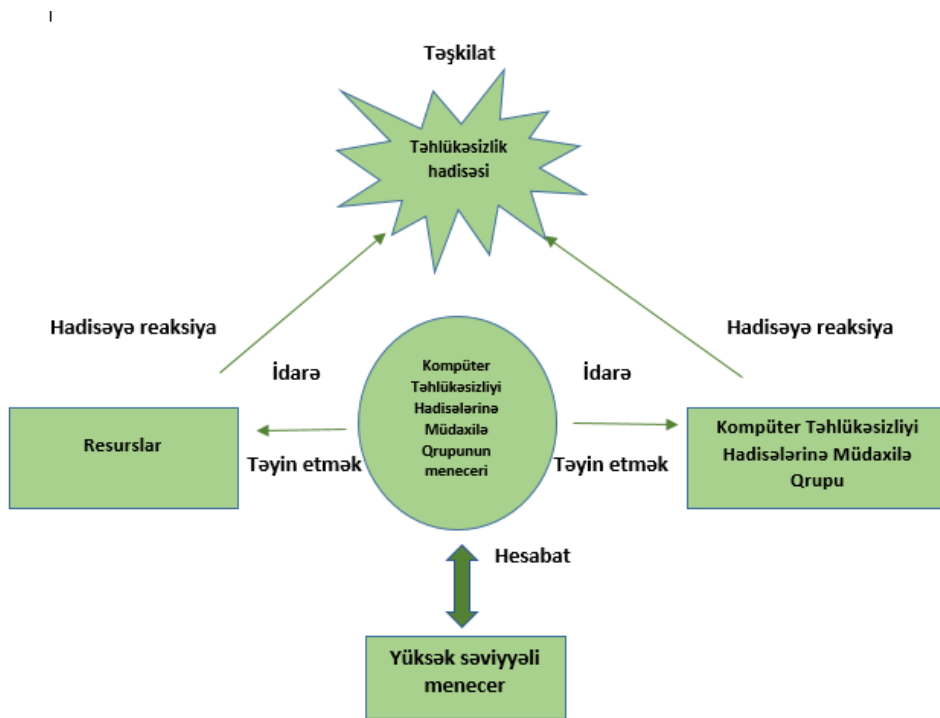 Təşkilat
Təhlükəsizlik
hadisəsi
Hadisəyə reaksiya
Hadisəyə reaksiya
İdarə
İdarə
Kompüter
Təhlükəsizliyi
Hadisələrinə
Müdaxilə
Qrupunun
meneceri
Resurslar
Kompüter Təhlükəsizliyi
Hadisələrinə Müdaxilə
Qrupu
Təyin etmək
Təyin etmək
Hesabat
Yüksək səviyyəli
menecer